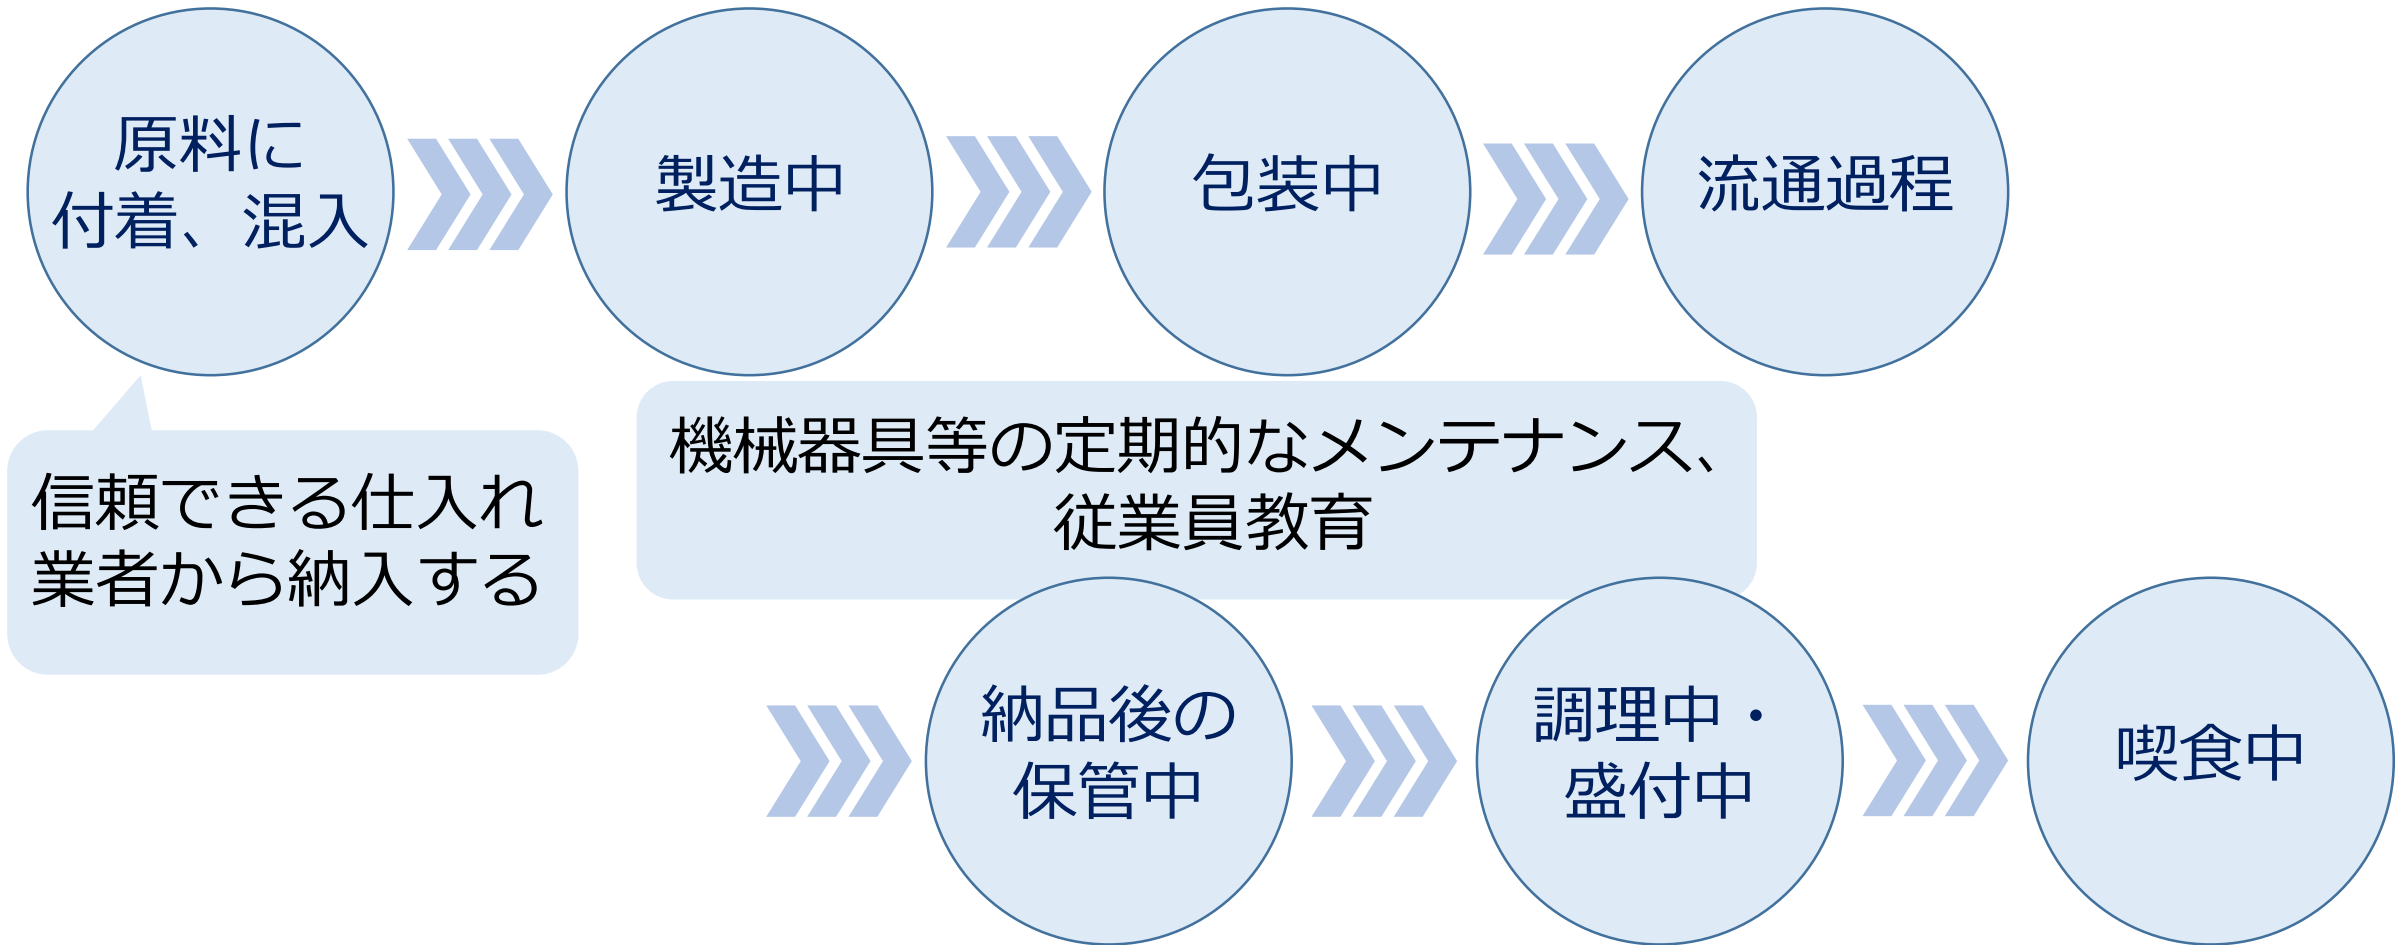 原料に
付着、混入
製造中
包装中
流通過程
信頼できる仕入れ
業者から納入する
機械器具等の定期的なメンテナンス、
従業員教育
納品後の
保管中
調理中・
盛付中
喫食中